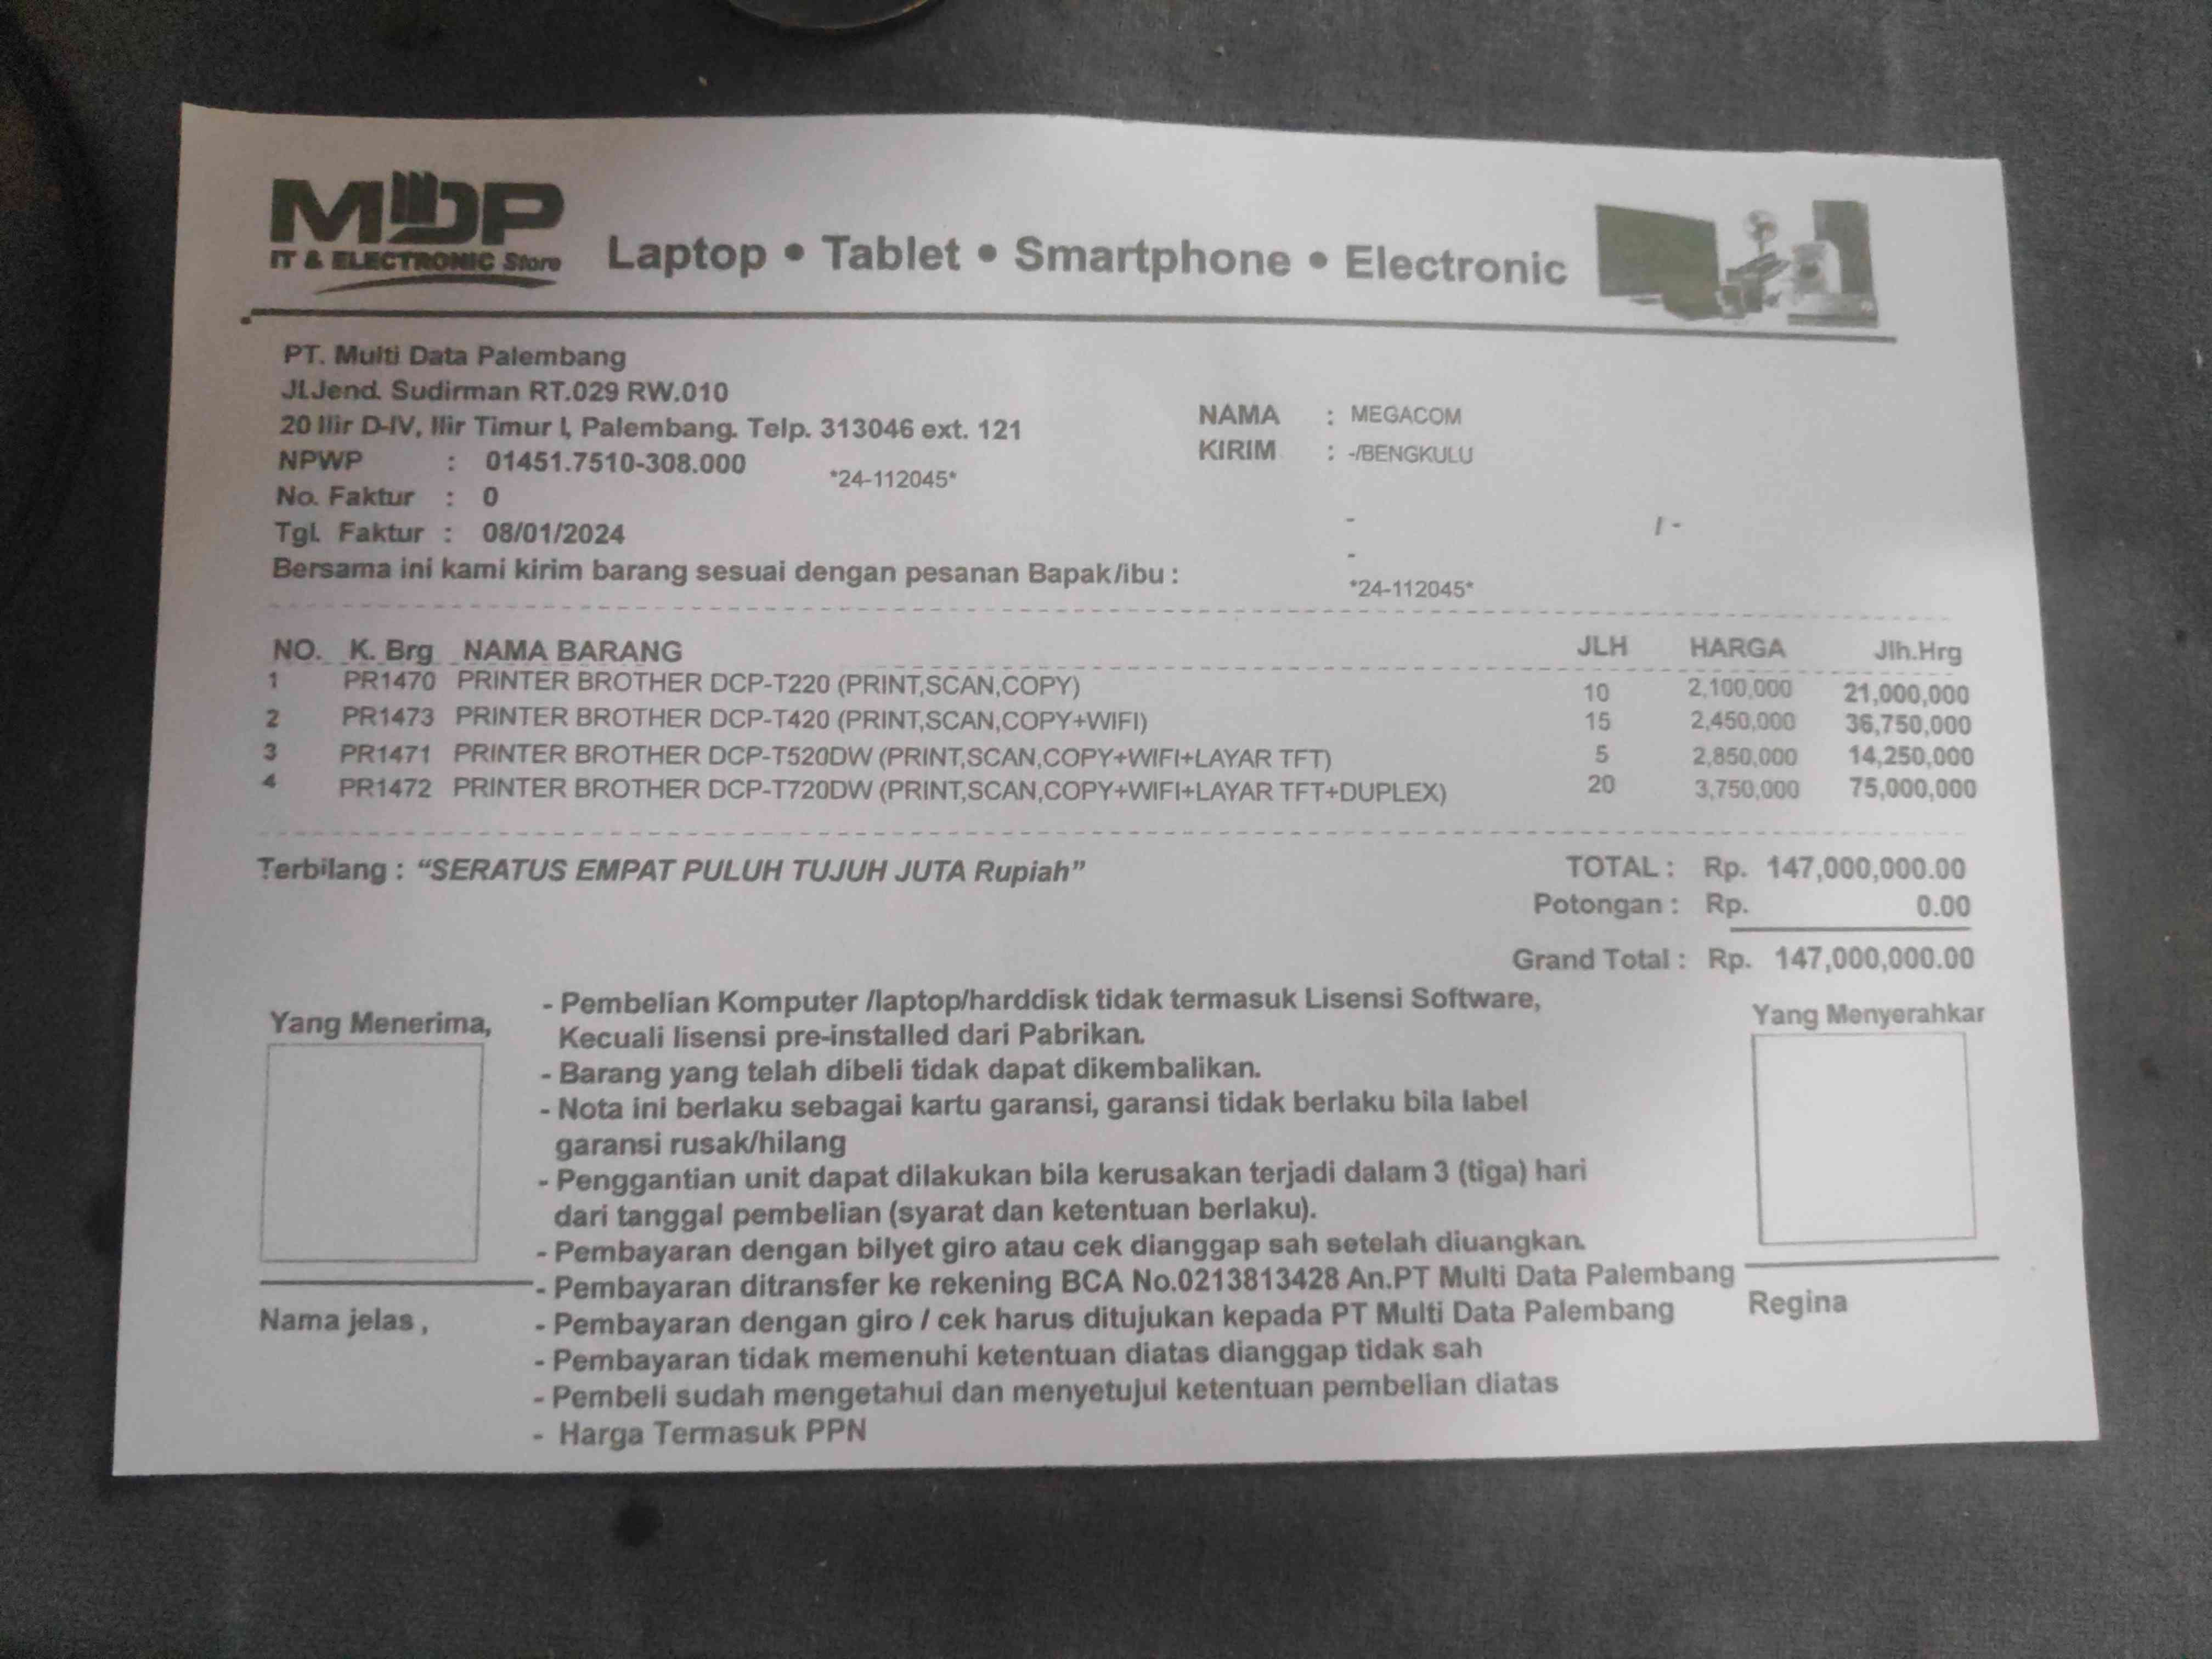 MDP
IT & ELECTRONIC Store
Laptop • Tablet • Smartphone • Electronic
PT. Multi Data Palembang
Jl.Jend. Sudirman RT.029 RW.010
20 Ilir D-IV, Ilir Timur I, Palembang. Telp. 313046 ext. 121
NPWP : 01451.7510-308.000 *24-112045*
No. Faktur : 0
Tgl. Faktur : 08/01/2024
Bersama ini kami kirim barang sesuai dengan pesanan Bapak/ibu :
NAMA : MEGACOM
KIRIM : -/BENGKULU
- / -
-
*24-112045*
NO. K. Brg NAMA BARANG JLH HARGA Jlh.Hrg
1 PR1470 PRINTER BROTHER DCP-T220 (PRINT,SCAN,COPY) 10 2,100,000 21,000,000
2 PR1473 PRINTER BROTHER DCP-T420 (PRINT,SCAN,COPY+WIFI) 15 2,450,000 36,750,000
3 PR1471 PRINTER BROTHER DCP-T520DW (PRINT,SCAN,COPY+WIFI+LAYAR TFT) 5 2,850,000 14,250,000
4 PR1472 PRINTER BROTHER DCP-T720DW (PRINT,SCAN,COPY+WIFI+LAYAR TFT+DUPLEX) 20 3,750,000 75,000,000
Terbilang : “SERATUS EMPAT PULUH TUJUH JUTA Rupiah”
TOTAL : Rp. 147,000,000.00
Potongan : Rp. 0.00
Grand Total : Rp. 147,000,000.00
Yang Menerima,
Nama jelas ,
- Pembelian Komputer /laptop/harddisk tidak termasuk Lisensi Software,
Kecuali lisensi pre-installed dari Pabrikan.
- Barang yang telah dibeli tidak dapat dikembalikan.
- Nota ini berlaku sebagai kartu garansi, garansi tidak berlaku bila label
garansi rusak/hilang
- Penggantian unit dapat dilakukan bila kerusakan terjadi dalam 3 (tiga) hari
dari tanggal pembelian (syarat dan ketentuan berlaku).
- Pembayaran dengan bilyet giro atau cek dianggap sah setelah diuangkan.
- Pembayaran ditransfer ke rekening BCA No.0213813428 An.PT Multi Data Palembang
- Pembayaran dengan giro / cek harus ditujukan kepada PT Multi Data Palembang
- Pembayaran tidak memenuhi ketentuan diatas dianggap tidak sah
- Pembeli sudah mengetahui dan menyetujui ketentuan pembelian diatas
- Harga Termasuk PPN
Yang Menyerahkar
Regina